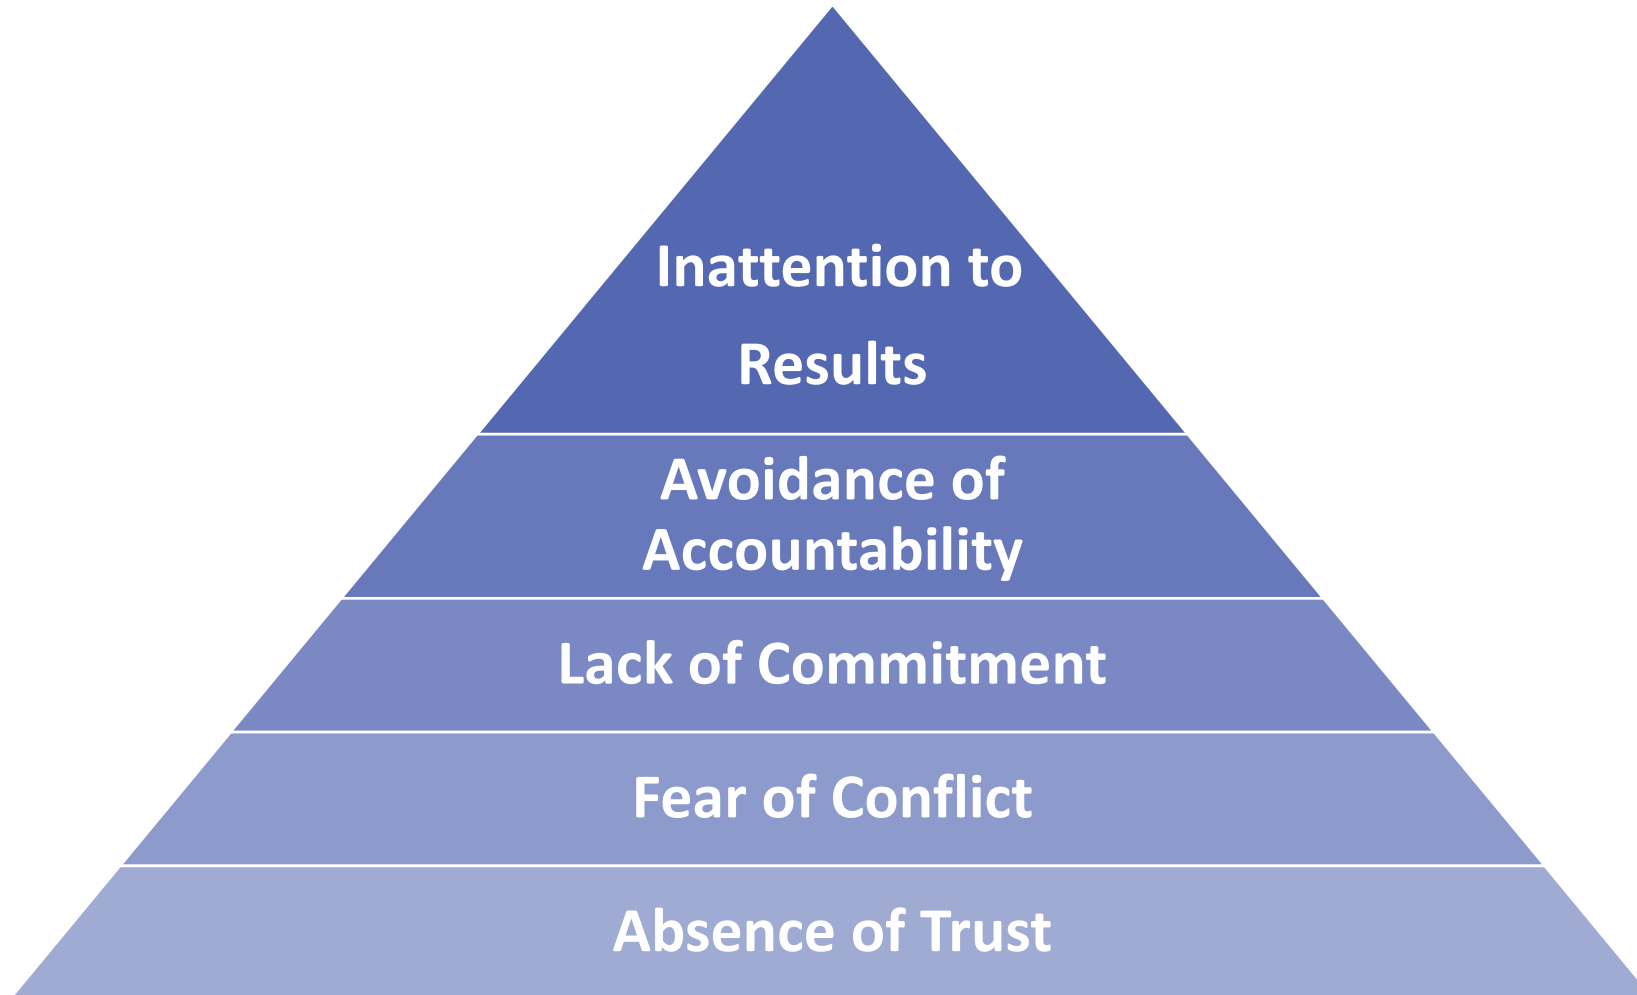 Inattention to
Results
Avoidance of
Accountability
Lack of Commitment
Fear of Conflict
Absence of Trust